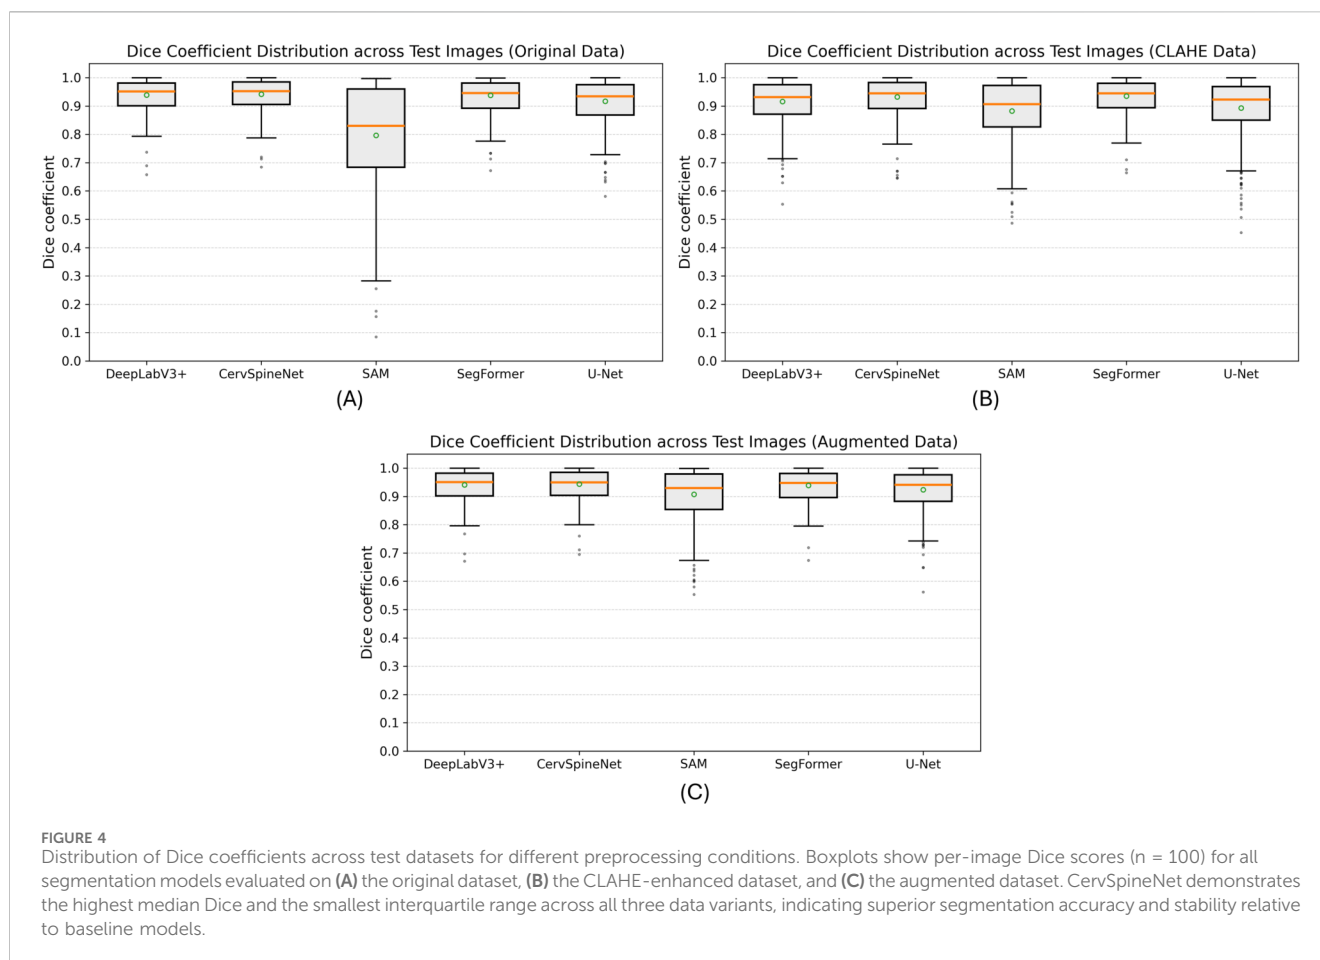 Dice Coefficient Distribution across Test Images (Original Data)
1.0
0.9
0.8
0.7
0.6
0.5
0.4
0.3
0.2
0.1
0.0
Dice coefficient
DeepLabV3+ CervSpineNet SAM SegFormer U-Net
(A)
Dice Coefficient Distribution across Test Images (CLAHE Data)
1.0
0.9
0.8
0.7
0.6
0.5
0.4
0.3
0.2
0.1
0.0
Dice coefficient
DeepLabV3+ CervSpineNet SAM SegFormer U-Net
(B)
Dice Coefficient Distribution across Test Images (Augmented Data)
1.0
0.9
0.8
0.7
0.6
0.5
0.4
0.3
0.2
0.1
0.0
Dice coefficient
DeepLabV3+ CervSpineNet SAM SegFormer U-Net
(C)
FIGURE 4
Distribution of Dice coefficients across test datasets for different preprocessing conditions. Boxplots show per-image Dice scores (n = 100) for all
segmentation models evaluated on (A) the original dataset, (B) the CLAHE-enhanced dataset, and (C) the augmented dataset. CervSpineNet demonstrates
the highest median Dice and the smallest interquartile range across all three data variants, indicating superior segmentation accuracy and stability relative
to baseline models.